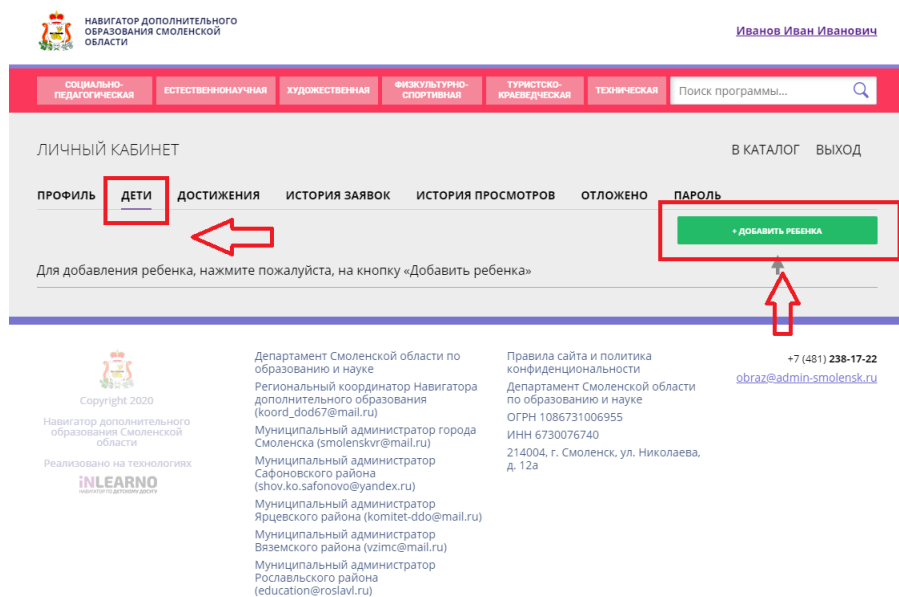 НАВИГАТОР ДОПОЛНИТЕЛЬНОГО
ОБРАЗОВАНИЯ СМОЛЕНСКОЙ
ОБЛАСТИ
Иванов Иван Иванович
СОЦИАЛЬНО-
ПЕДАГОГИЧЕСКАЯ
ЕСТЕСТВЕННОНАУЧНАЯ
ХУДОЖЕСТВЕННАЯ
ФИЗКУЛЬТУРНО-
СПОРТИВНАЯ
ТУРИСТСКО-
КРАЕВЕДЧЕСКАЯ
ТЕХНИЧЕСКАЯ
Поиск программы...
ЛИЧНЫЙ КАБИНЕТ
В КАТАЛОГ ВЫХОД
ПРОФИЛЬ ДЕТИ ДОСТИЖЕНИЯ ИСТОРИЯ ЗАЯВОК ИСТОРИЯ ПРОСМОТРОВ ОТЛОЖЕНО ПАРОЛЬ
+ ДОБАВИТЬ РЕБЕНКА
Для добавления ребенка, нажмите пожалуйста, на кнопку «Добавить ребенка»
Copyright 2020
Навигатор дополнительного
образования Смоленской
области
Реализовано на технологиях
iNLEARNO
НАВИГАТОР ПО ДЕТСКОМУ ДОСУГУ
Департамент Смоленской области по
образованию и науке
Региональный координатор Навигатора
дополнительного образования
(koord_dod67@mail.ru)
Муниципальный администратор города
Смоленска (smolenskvr@mail.ru)
Муниципальный администратор
Сафоновского района
(shov.ko.safonovo@yandex.ru)
Муниципальный администратор
Ярцевского района (komitet-ddo@mail.ru)
Муниципальный администратор
Вяземского района (vzimc@mail.ru)
Муниципальный администратор
Рославльского района
(education@roslavl.ru)
Правила сайта и политика
конфиденциональности
Департамент Смоленской области
по образованию и науке
ОГРН 1086731006955
ИНН 6730076740
214004, г. Смоленск, ул. Николаева,
д. 12а
+7 (481) 238-17-22
obraz@admin-smolensk.ru